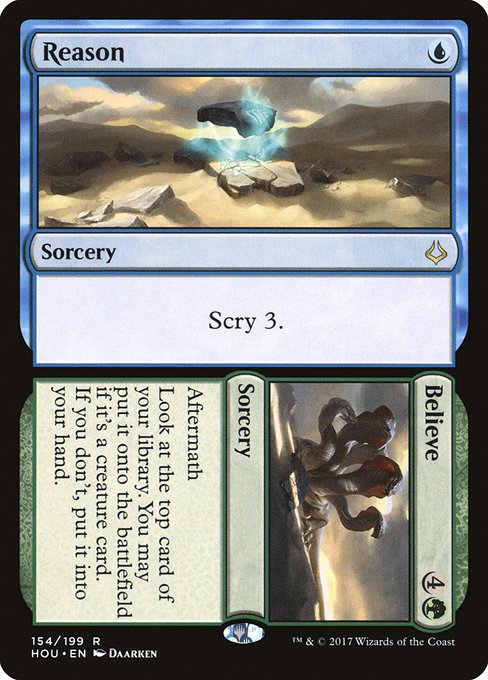 Reason
Sorcery
Scry 3.
Believe
4
Sorcery
Aftermath
Look at the top card of
your library. You may
put it onto the battlefield
if it's a creature card.
If you don't, put it into
your hand.
154/199 R
HOU • EN DAARKEN
™ & © 2017 Wizards of the Coast